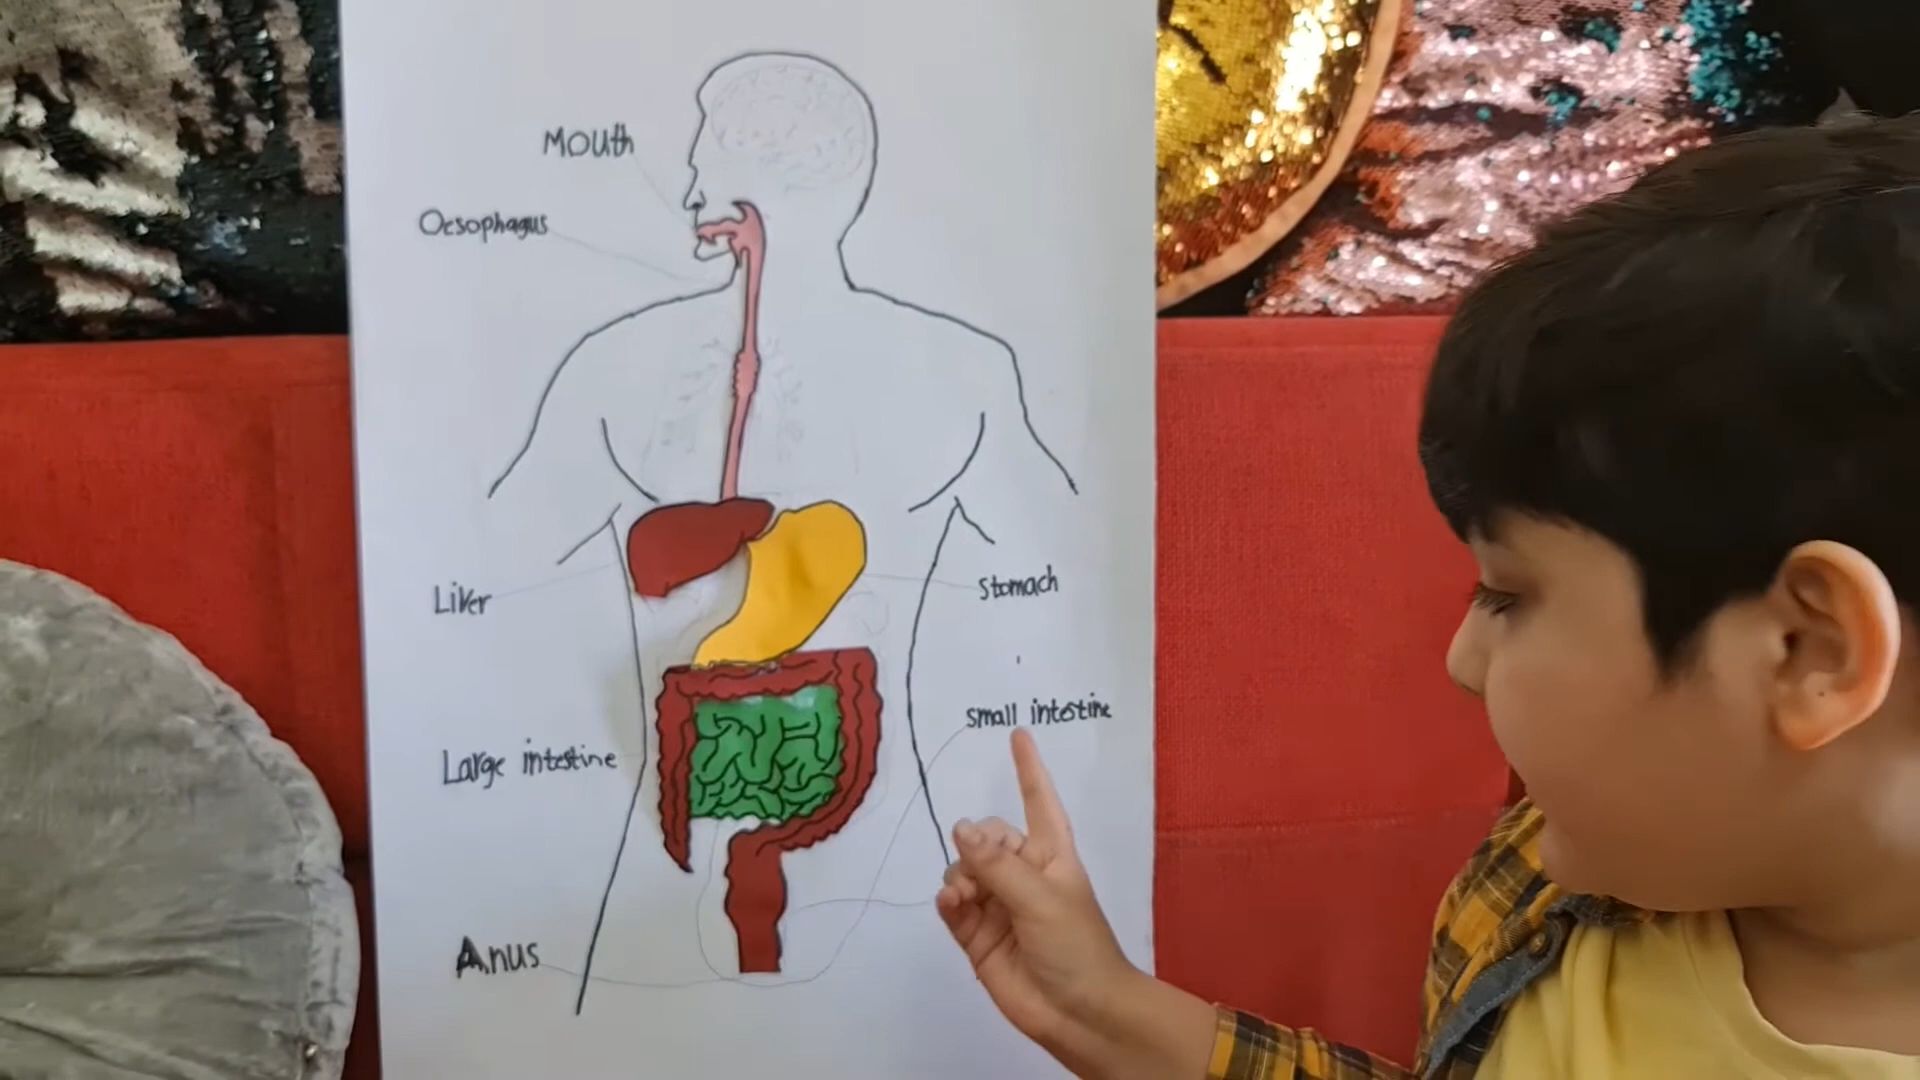 Mouth
Oesophagus
Liver
Stomach
small intestine
Large intestine
Anus